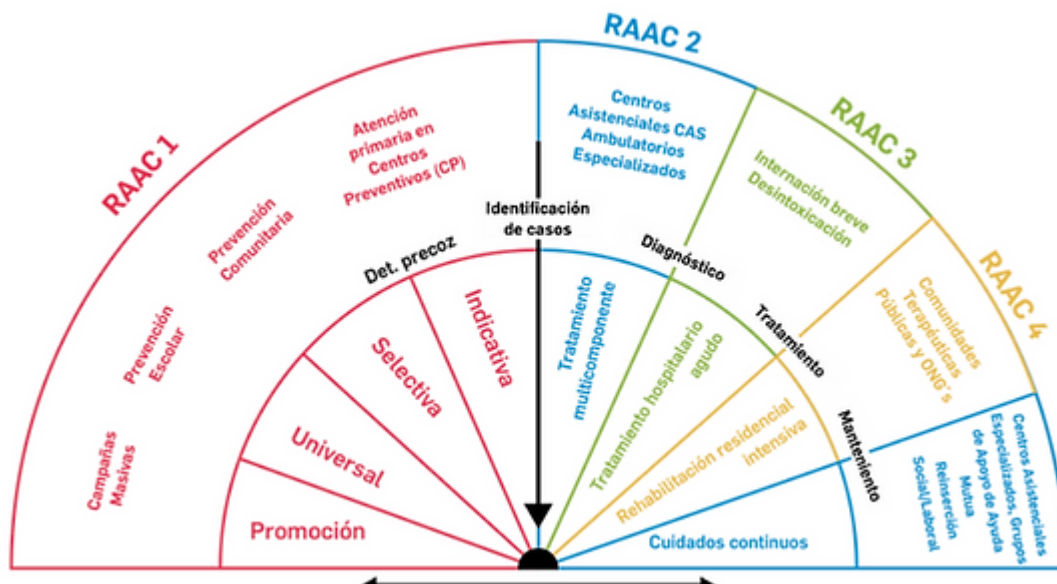 RAAC 1
RAAC 2
RAAC 3
RAAC 4
Campañas
Masivas
Prevención
Escolar
Prevención
Comunitaria
Atención
primaria en
Centros
Preventivos (CP)
Centros
Asistenciales CAS
Ambulatorios
Especializados
Internación breve
Desintoxicación
Comunidades
Terapéuticas
Públicas y ONG´s
Centros Asistenciales
Especializados, Grupos
de Apoyo de Ayuda
Mutua
Reinserción
Social/Laboral
Det. precoz
Identificación
de casos
Diagnóstico
Tratamiento
Manteniento
Promoción
Universal
Selectiva
Indicativa
Tratamiento
multicomponente
Tratamiento hospitalario
agudo
Rehabilitación residencial
intensiva
Cuidados continuos